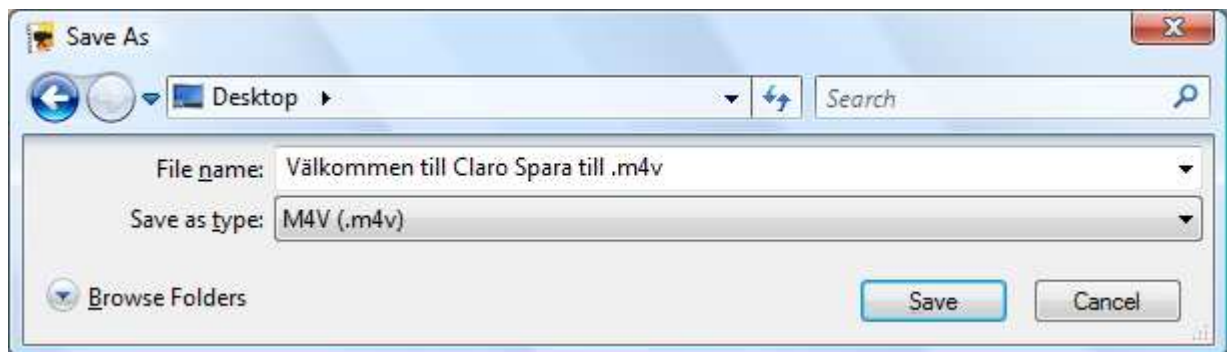 Save As
Desktop
Search
File name: Välkommen till Claro Spara till .m4v
Save as type: M4V (.m4v)
Browse Folders
Save
Cancel